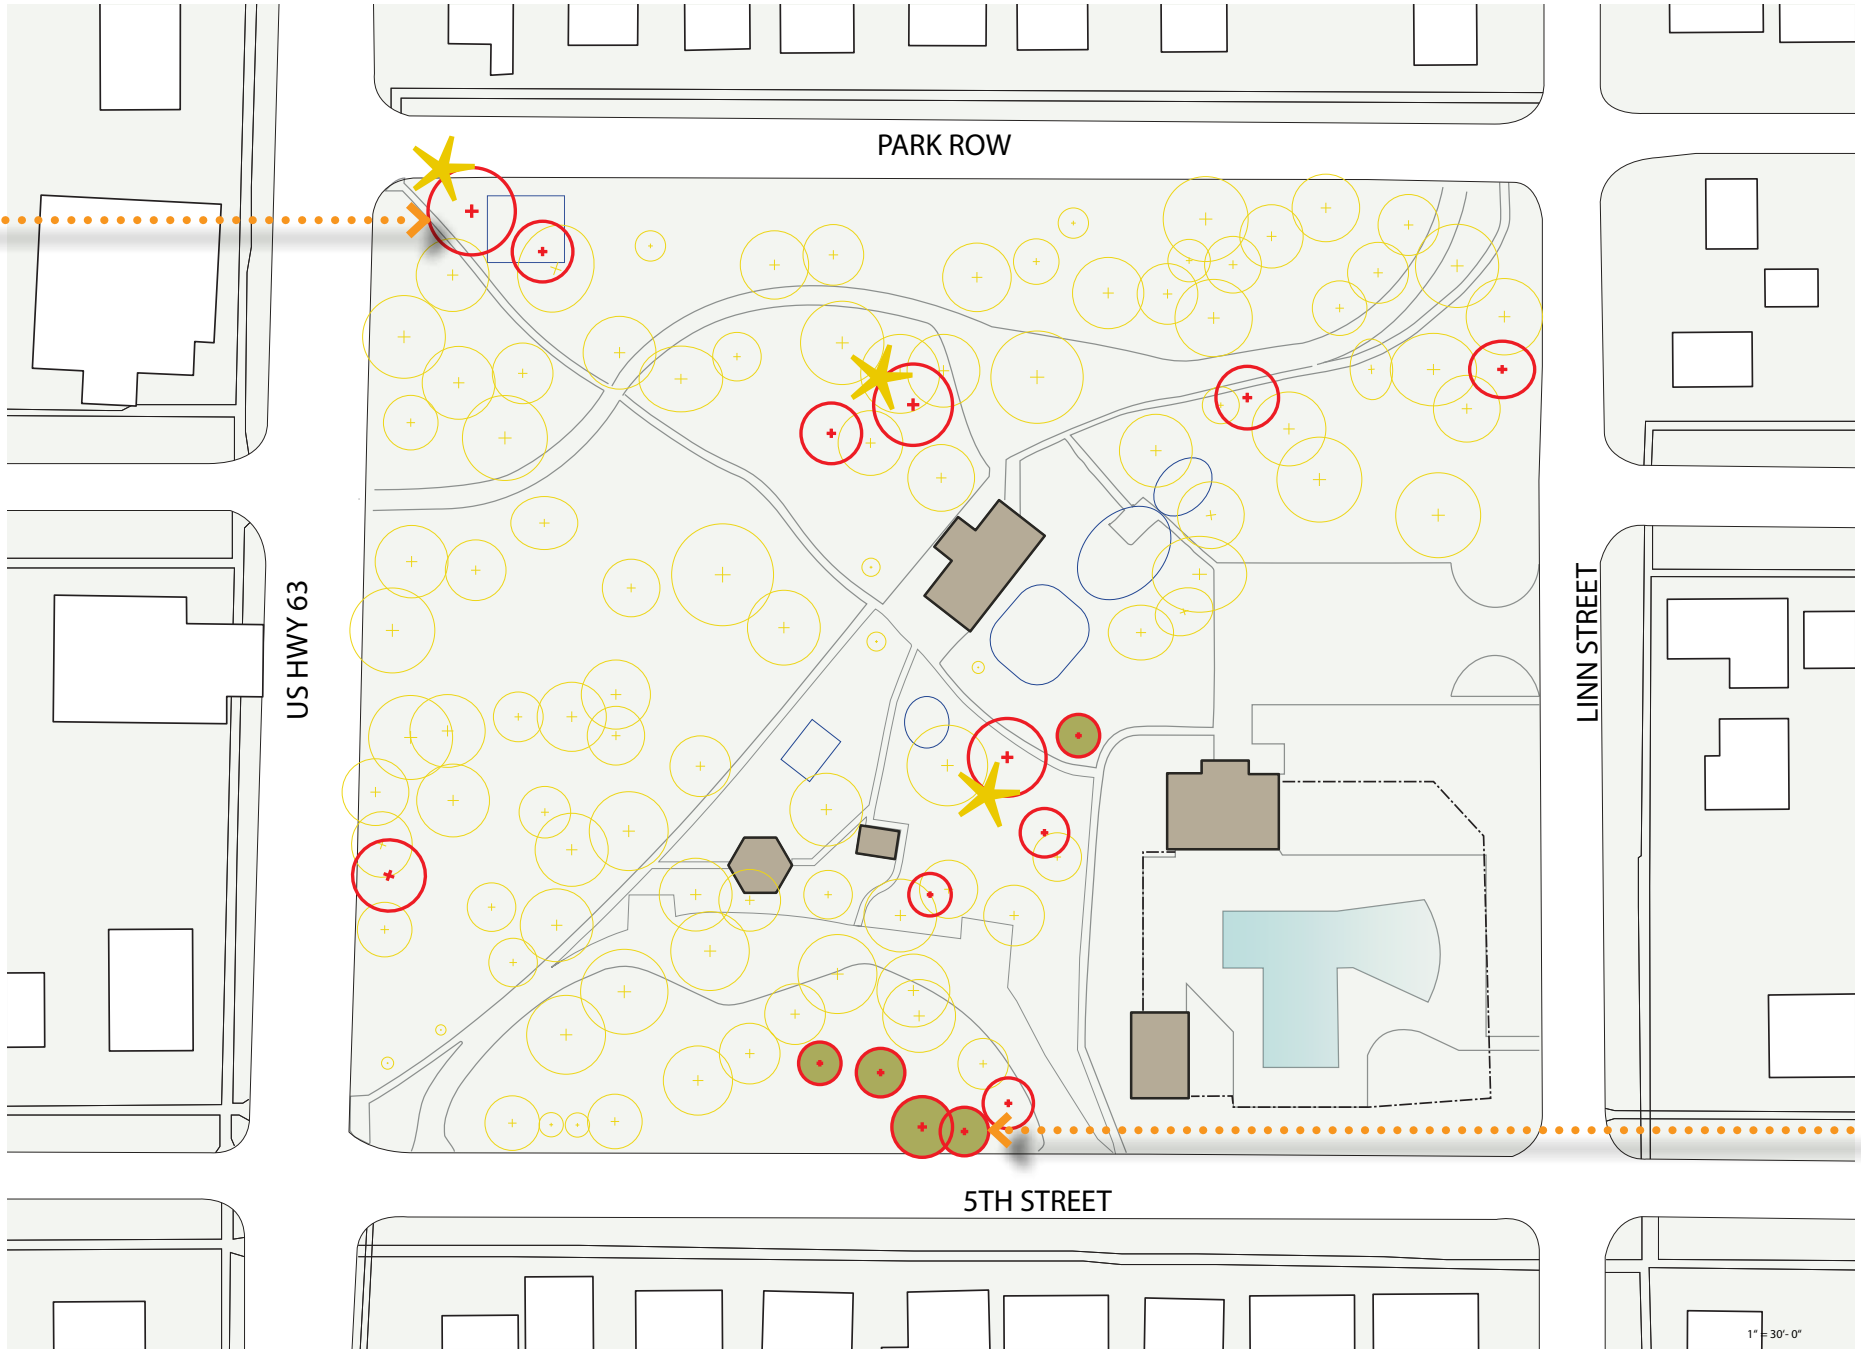 PARK ROW
US HWY 63
LINN STREET
5TH STREET
1" = 30'- 0"